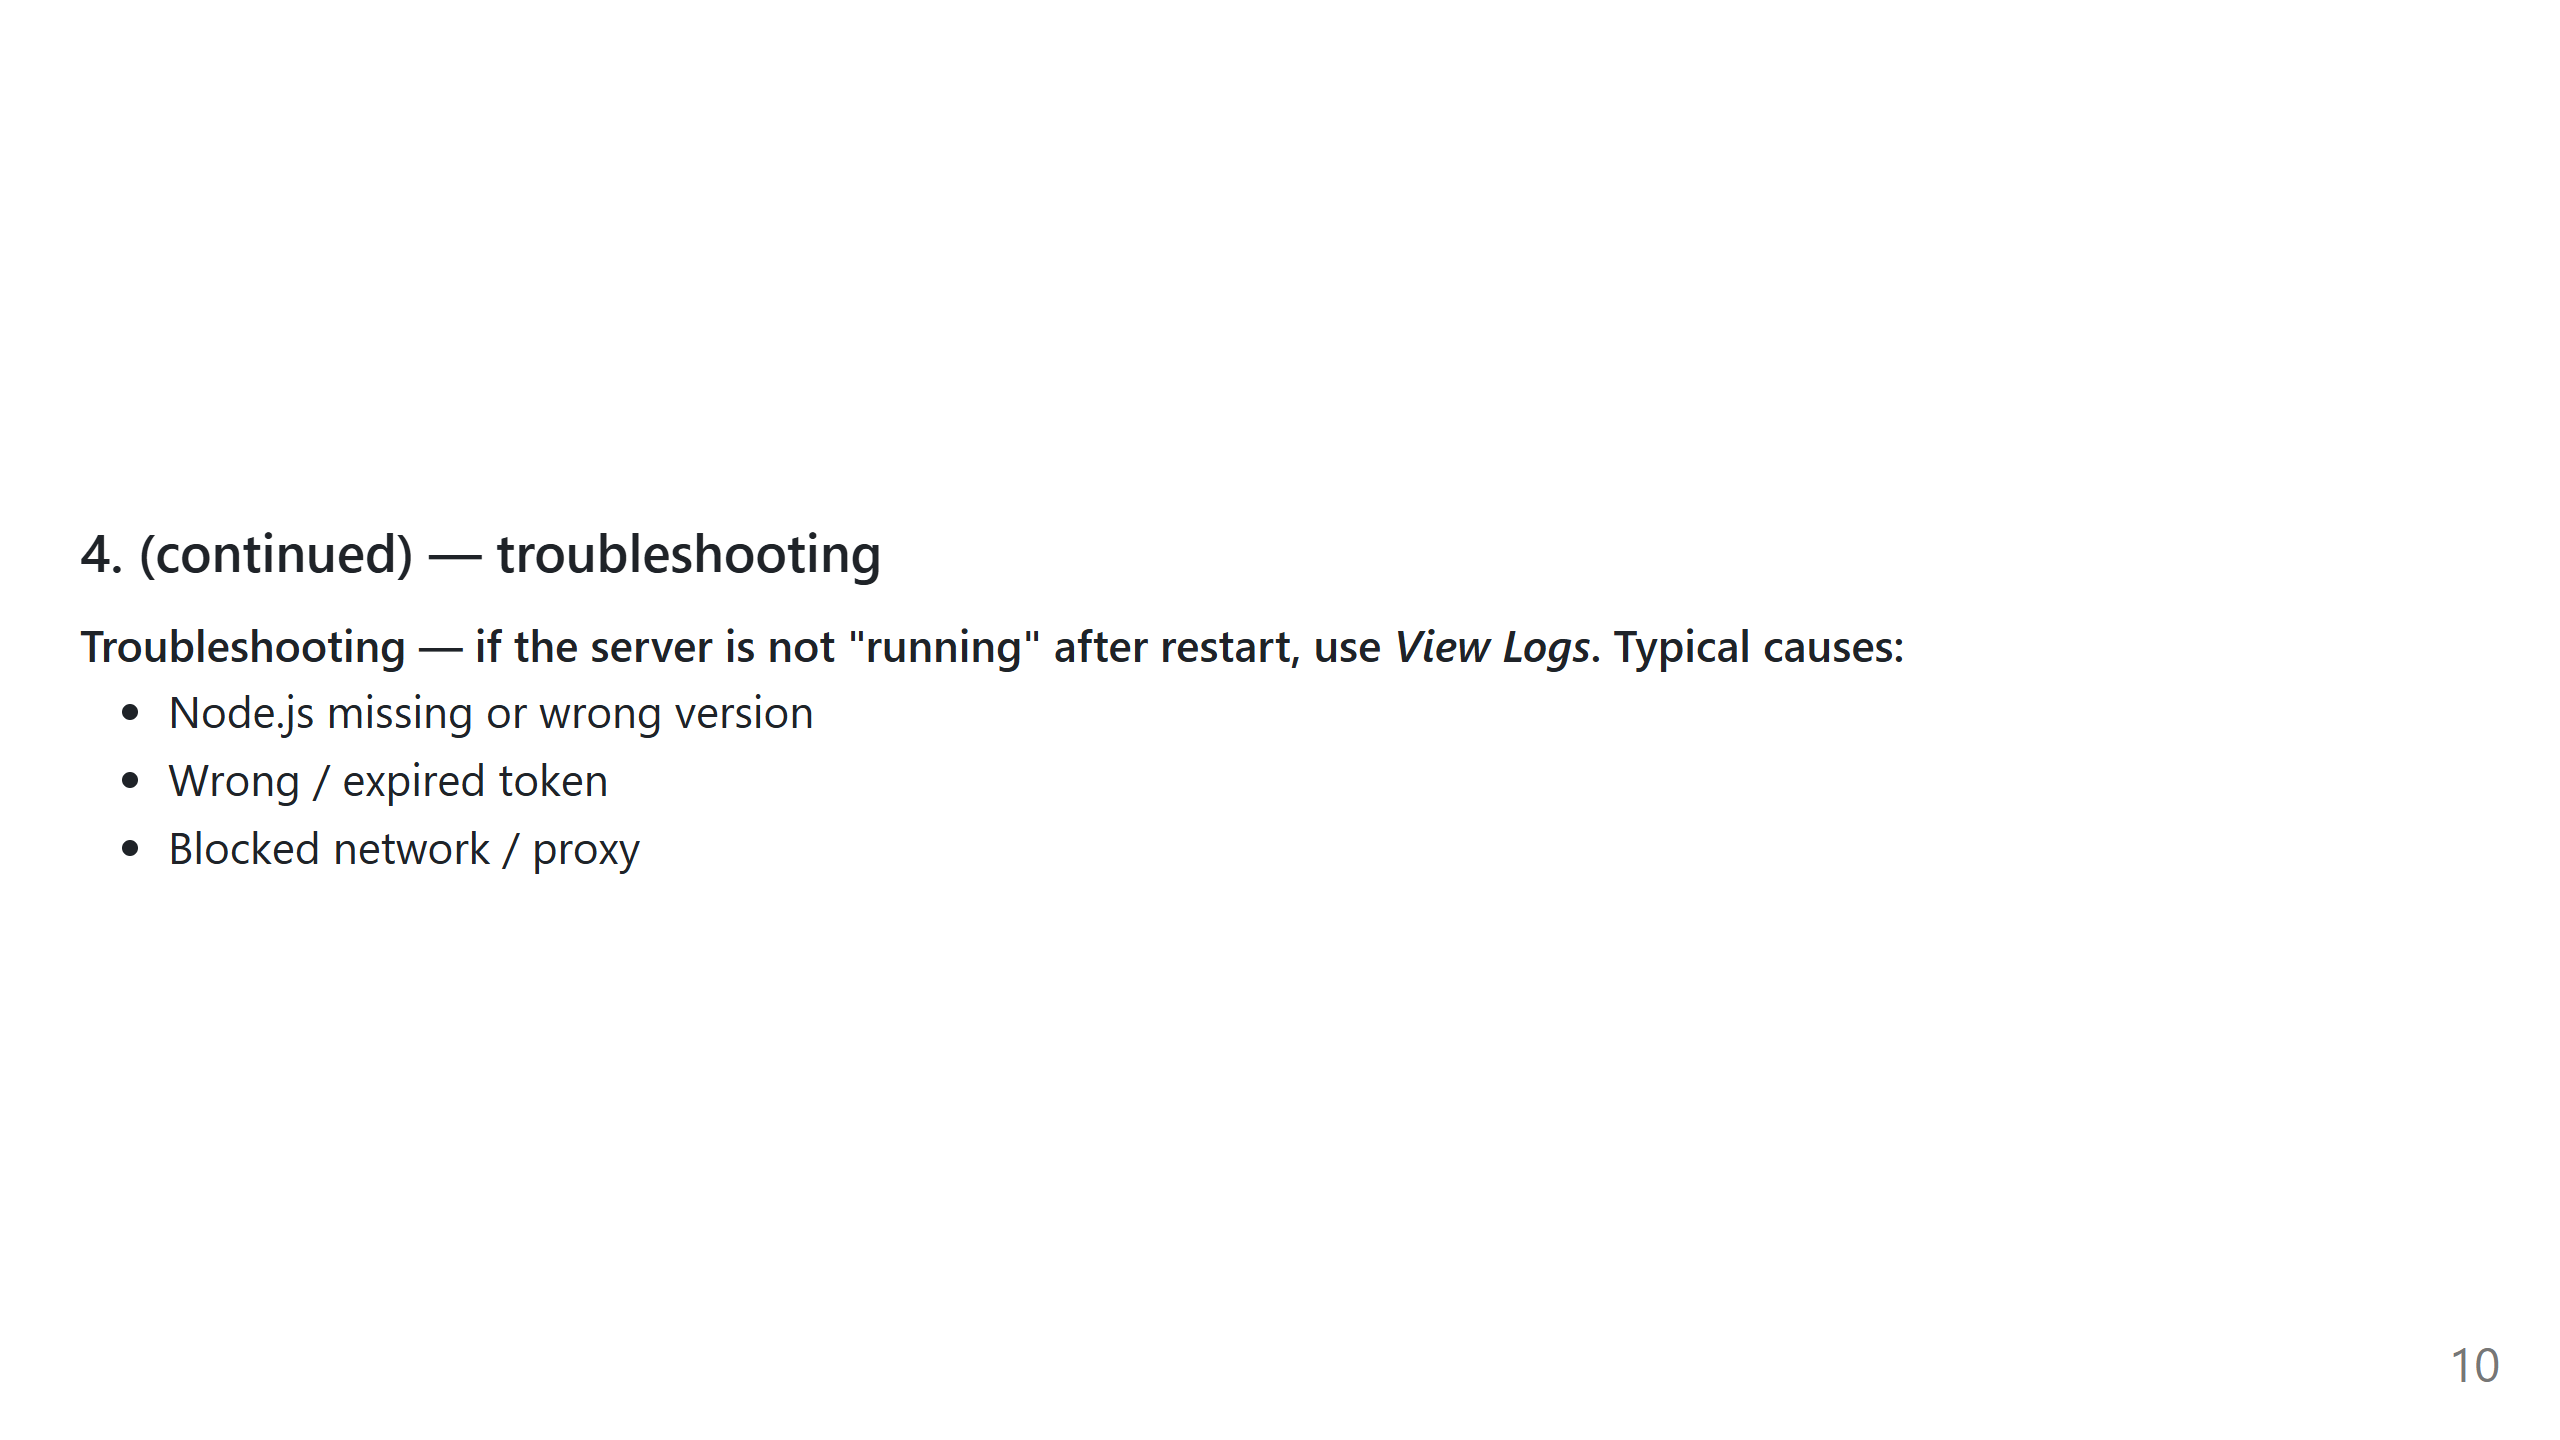 4. (continued) — troubleshooting
Troubleshooting — if the server is not "running" after restart, use View Logs. Typical causes:
• Node.js missing or wrong version
• Wrong / expired token
• Blocked network / proxy
10